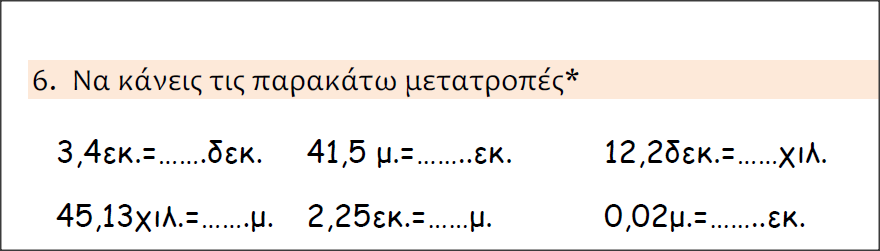 6. Να κάνεις τις παρακάτω μετατροπές*
3,4εκ.=…….δεκ. 41,5 μ.=……..εκ. 12,2δεκ.=……χιλ.
45,13χιλ.=…….μ. 2,25εκ.=……μ. 0,02μ.=……..εκ.